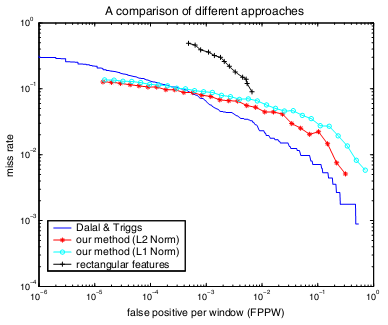 A comparison of different approaches
miss rate
10^0
10^-1
10^-2
10^-3
10^-4
Dalal & Triggs
our method (L2 Norm)
our method (L1 Norm)
rectangular features
10^-6
10^-5
10^-4
10^-3
10^-2
10^-1
10^0
false positive per window (FPPW)